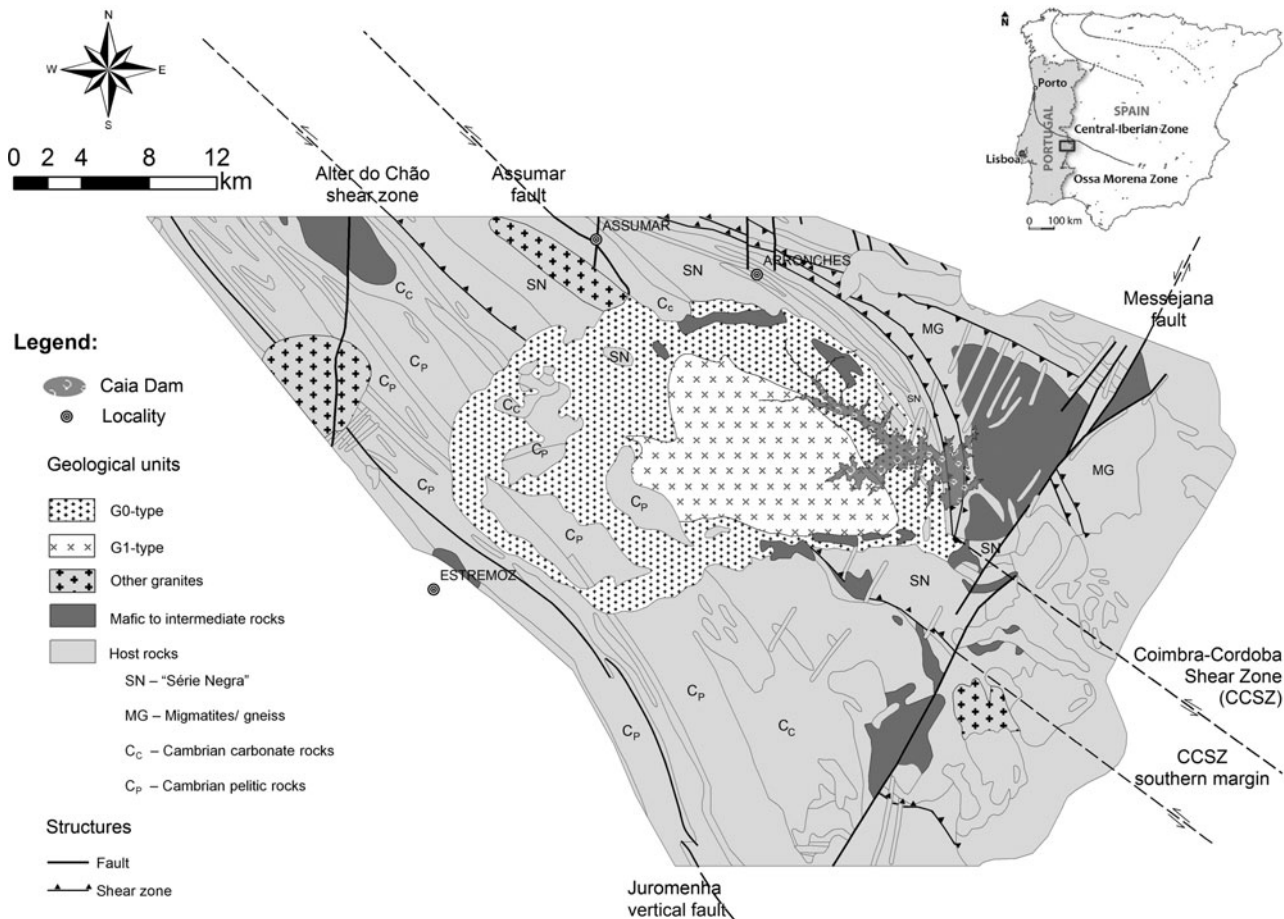 N
W
E
S
0 2 4 8 12
km
N
Porto
SPAIN
PORTUGAL
Central-Iberian Zone
Lisboa
Ossa Morena Zone
0 100 km
Alter do Chão
shear zone
Assumar
fault
Messejana
fault
ASSUMAR
ARRONCHES
SN
SN
C_C
C_C
MG
SN
C_P
C_P
C_C
SN
C_P
C_P
C_P
C_P
MG
ESTREMOZ
SN
SN
C_P
C_C
C_P
Coimbra-Cordoba
Shear Zone
(CCSZ)
CCSZ
southern margin
Juromenha
vertical fault
Legend:
Caia Dam
Locality
Geological units
G0-type
G1-type
Other granites
Mafic to intermediate rocks
Host rocks
SN – "Série Negra"
MG – Migmatites/ gneiss
C_C – Cambrian carbonate rocks
C_P – Cambrian pelitic rocks
Structures
Fault
Shear zone